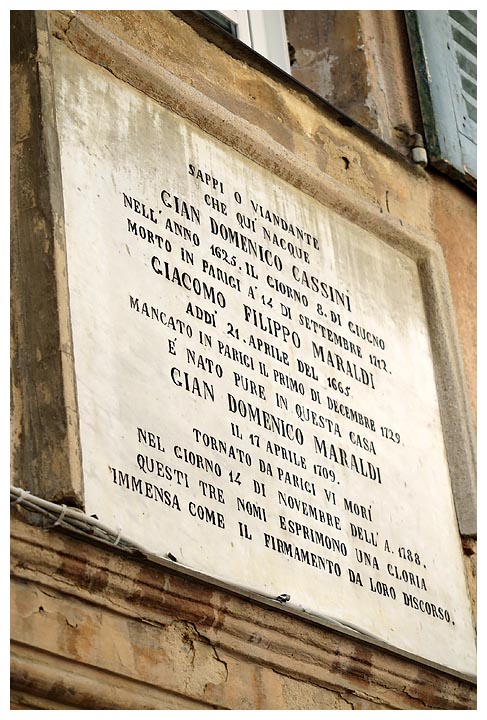 SAPPI O VIANDANTE
CHE QUI NACQUE
GIAN DOMENICO CASSINI
NELL'ANNO 1625. IL GIORNO 8. DI GIUGNO
MORTO IN PARIGI A' 14 DI SETTEMBRE 1712.
GIACOMO FILIPPO MARALDI
ADDI' 21. APRILE DEL 1665.
MANCATO IN PARIGI IL PRIMO DI DECEMBRE 1729.
E' NATO PURE IN QUESTA CASA
GIAN DOMENICO MARALDI
IL 17 APRILE 1709.
TORNATO DA PARIGI VI MORI'
NEL GIORNO 14 DI NOVEMBRE DELL' A. 1788.
QUESTI TRE NOMI ESPRIMONO UNA GLORIA
IMMENSA COME IL FIRMAMENTO DA LORO DISCORSO.